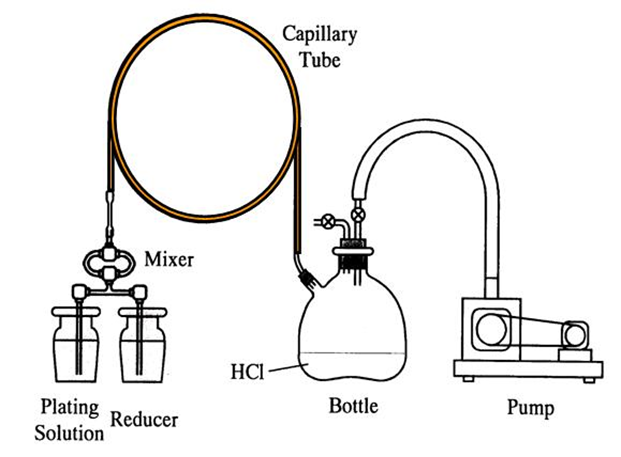 Capillary
Tube
Mixer
HCl
Plating
Solution
Reducer
Bottle
Pump